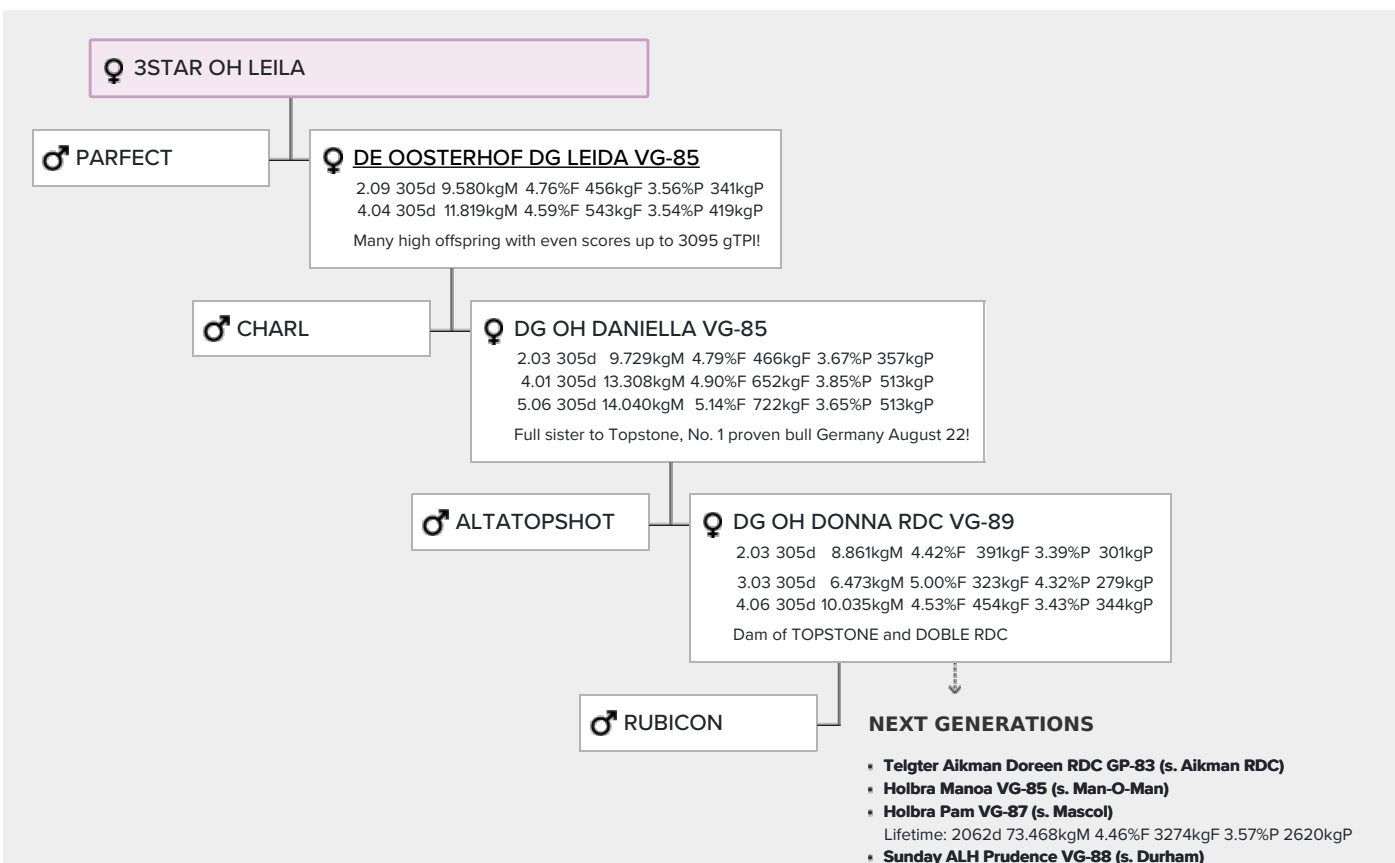 3STAR OH LEILA
PARFECT
DE OOSTERHOF DG LEIDA VG-85
2.09 305d 9.580kgM 4.76%F 456kgF 3.56%P 341kgP
4.04 305d 11.819kgM 4.59%F 543kgF 3.54%P 419kgP
Many high offspring with even scores up to 3095 gTPI!
CHARL
DG OH DANIELLA VG-85
2.03 305d 9.729kgM 4.79%F 466kgF 3.67%P 357kgP
4.01 305d 13.308kgM 4.90%F 652kgF 3.85%P 513kgP
5.06 305d 14.040kgM 5.14%F 722kgF 3.65%P 513kgP
Full sister to Topstone, No. 1 proven bull Germany August 22!
ALTATOPSHOT
DG OH DONNA RDC VG-89
2.03 305d 8.861kgM 4.42%F 391kgF 3.39%P 301kgP
3.03 305d 6.473kgM 5.00%F 323kgF 4.32%P 279kgP
4.06 305d 10.035kgM 4.53%F 454kgF 3.43%P 344kgP
Dam of TOPSTONE and DOBLE RDC
RUBICON
NEXT GENERATIONS
Telgter Aikman Doreen RDC GP-83 (s. Aikman RDC)
Holbra Manoa VG-85 (s. Man-O-Man)
Holbra Pam VG-87 (s. Mascol)
Lifetime: 2062d 73.468kgM 4.46%F 3274kgF 3.57%P 2620kgP
Sunday ALH Prudence VG-88 (s. Durham)